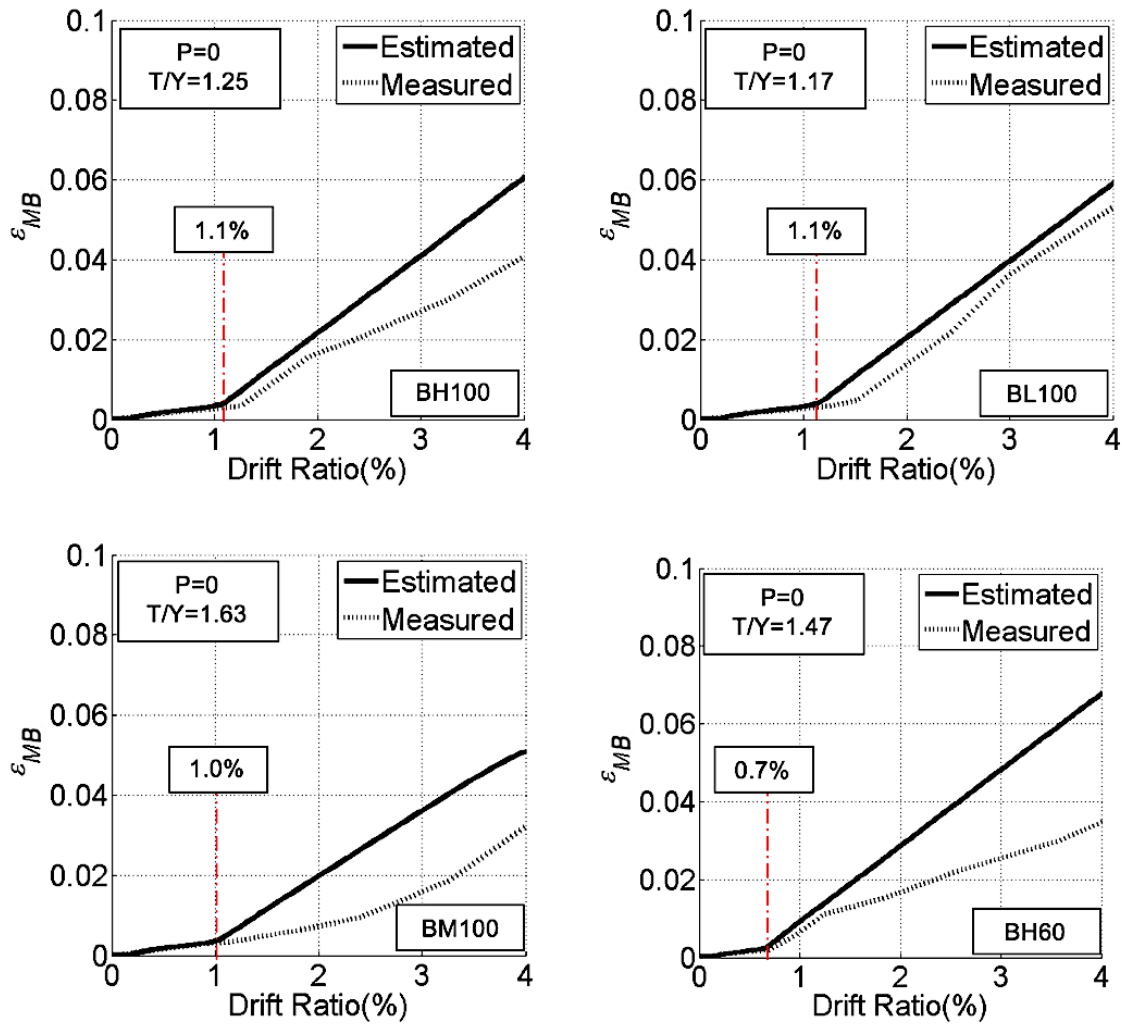 0.1
0.08
0.06
0.04
0.02
0
P=0
T/Y=1.25
Estimated
Measured
1.1%
BH100
ε_MB
0 1 2 3 4
Drift Ratio(%)
0.1
0.08
0.06
0.04
0.02
0
P=0
T/Y=1.17
Estimated
Measured
1.1%
BL100
ε_MB
0 1 2 3 4
Drift Ratio(%)
0.1
0.08
0.06
0.04
0.02
0
P=0
T/Y=1.63
Estimated
Measured
1.0%
BM100
ε_MB
0 1 2 3 4
Drift Ratio(%)
0.1
0.08
0.06
0.04
0.02
0
P=0
T/Y=1.47
Estimated
Measured
0.7%
BH60
ε_MB
0 1 2 3 4
Drift Ratio(%)